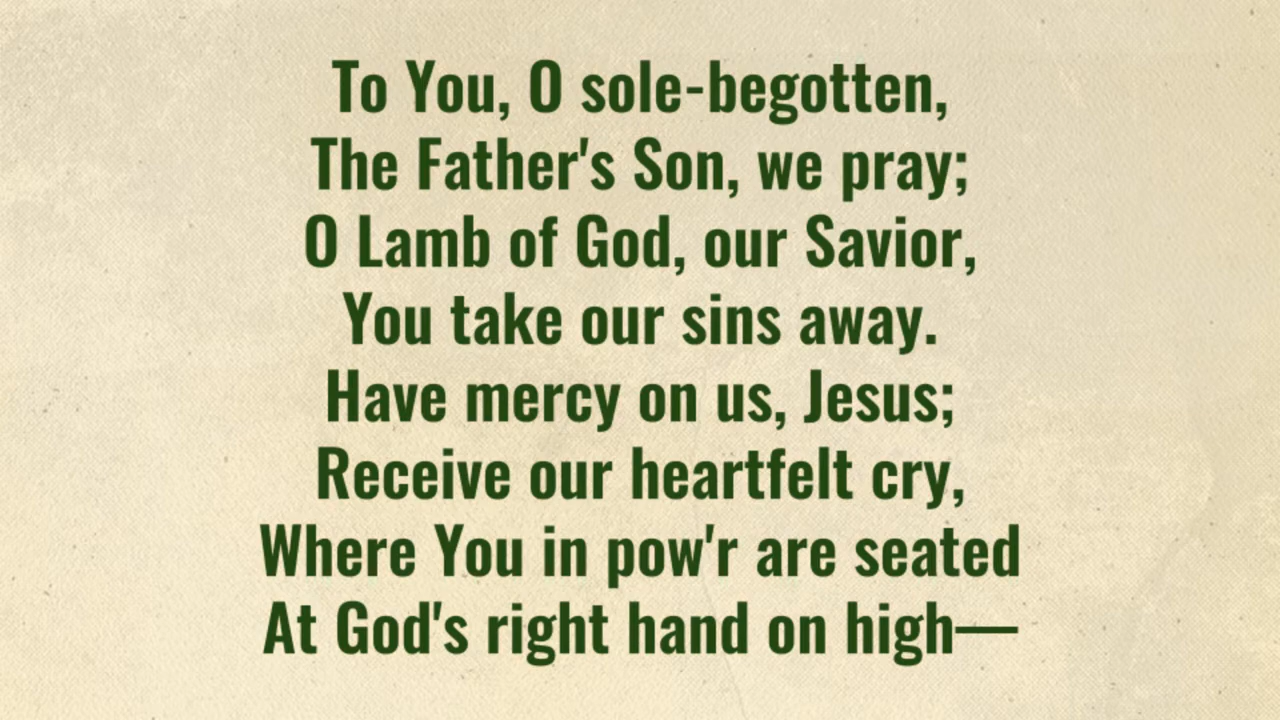 To You, O sole-begotten,
The Father's Son, we pray;
O Lamb of God, our Savior,
You take our sins away.
Have mercy on us, Jesus;
Receive our heartfelt cry,
Where You in pow'r are seated
At God's right hand on high—